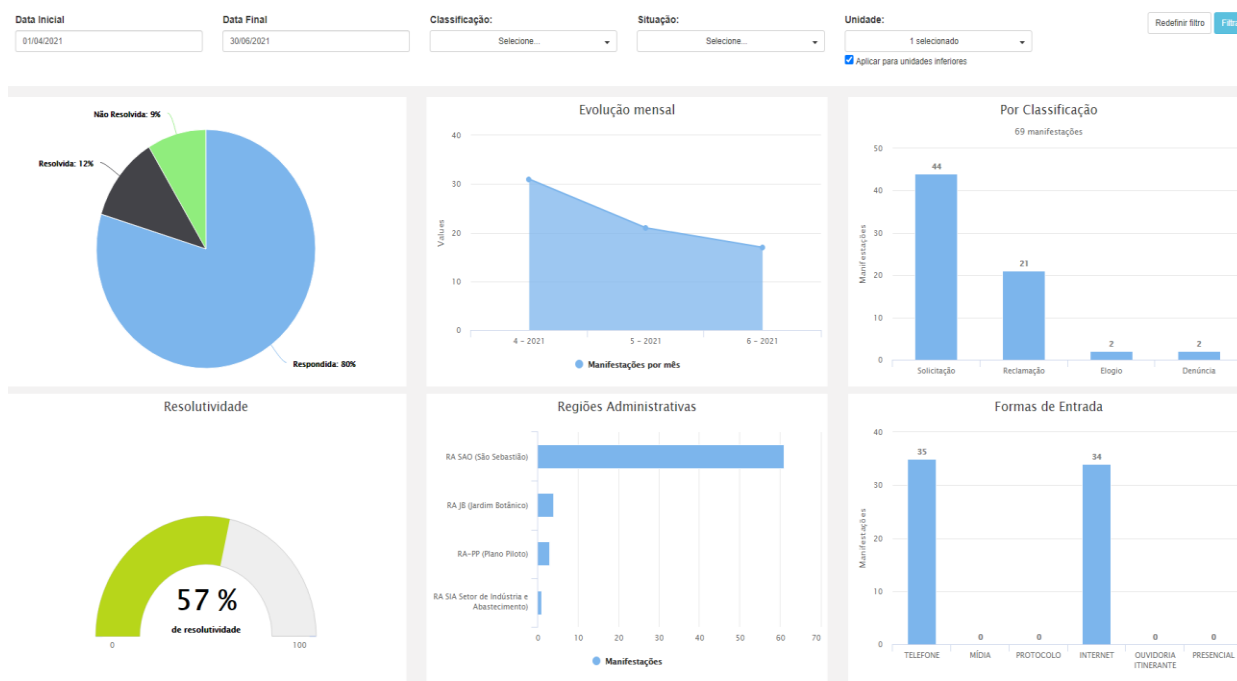 Data Inicial
Data Final
Classificação:
Situação:
Unidade:
01/04/2021
30/06/2021
Selecione...
Selecione...
1 selecionado
Redefinir filtro
Aplicar para unidades inferiores
Não Resolvida: 9%
Resolvida: 12%
Respondida: 80%
Evolução mensal
Values
40
30
20
10
0
4 - 2021
5 - 2021
6 - 2021
Manifestações por mês
Por Classificação
69 manifestações
Manifestações
50
40
30
20
10
0
44
21
2
2
Solicitação
Reclamação
Elogio
Denúncia
Resolutividade
57 %
de resolutividade
0
100
Regiões Administrativas
RA SAO (São Sebastião)
RA JB (Jardim Botânico)
RA-PP (Plano Piloto)
RA SIA Setor de Indústria e
Abastecimento)
0 10 20 30 40 50 60 70
Manifestações
Formas de Entrada
Manifestações
40
30
20
10
0
35
0
0
34
0
0
TELEFONE
MÍDIA
PROTOCOLO
INTERNET
OUVIDORIA
ITINERANTE
PRESENCIAL